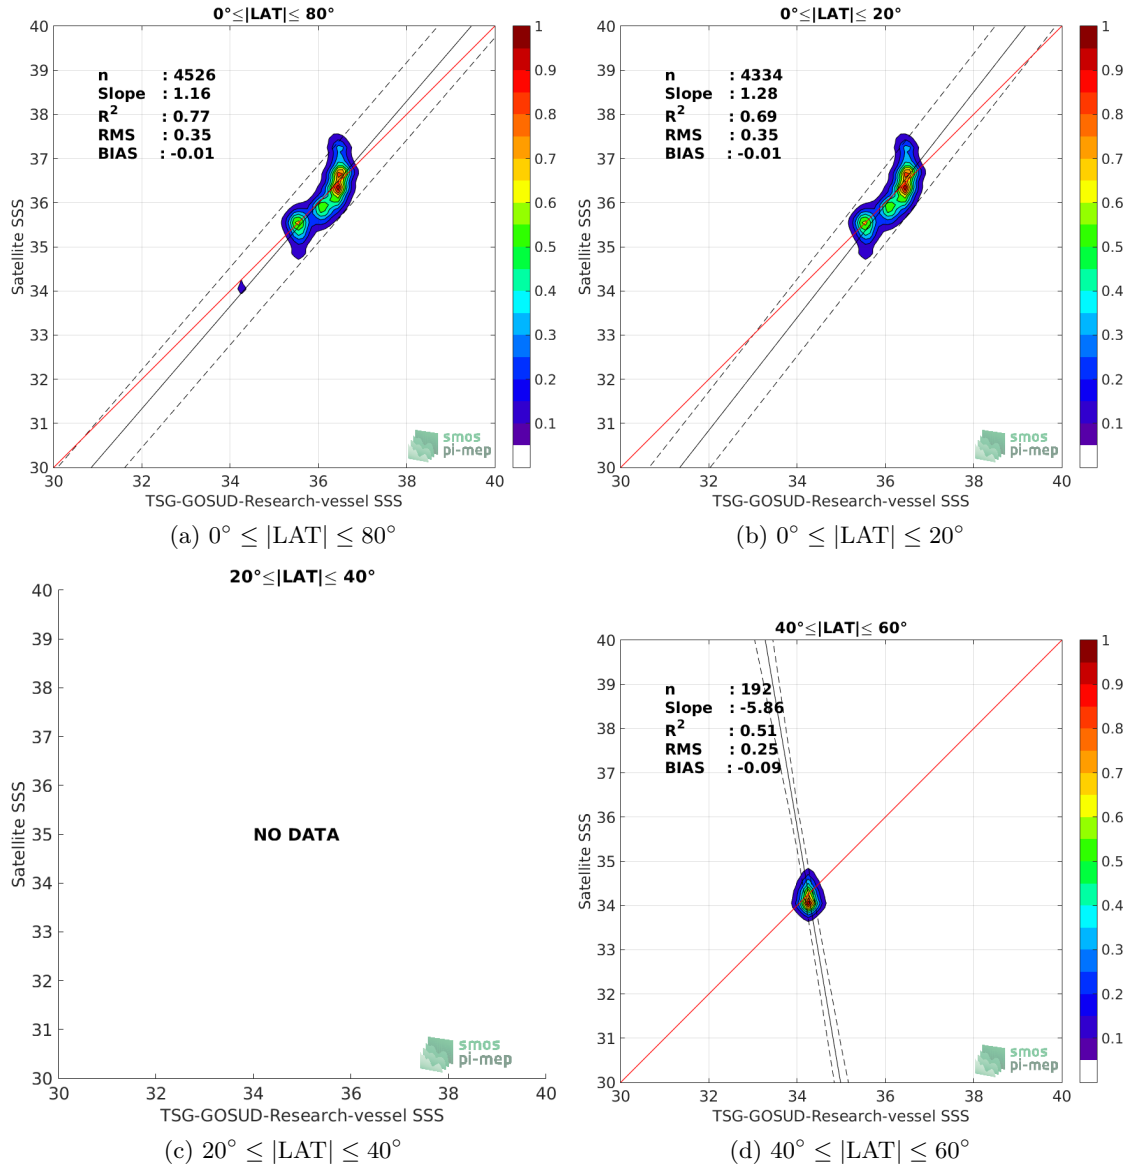 0°≤|LAT|≤ 80°
n : 4526
Slope : 1.16
R² : 0.77
RMS : 0.35
BIAS : -0.01
Satellite SSS
40
39
38
37
36
35
34
33
32
31
30
30 32 34 36 38 40
TSG-GOSUD-Research-vessel SSS
1
0.9
0.8
0.7
0.6
0.5
0.4
0.3
0.2
0.1
smos
pi-mep
(a) 0° ≤ |LAT| ≤ 80°
0°≤|LAT|≤ 20°
n : 4334
Slope : 1.28
R² : 0.69
RMS : 0.35
BIAS : -0.01
Satellite SSS
40
39
38
37
36
35
34
33
32
31
30
30 32 34 36 38 40
TSG-GOSUD-Research-vessel SSS
1
0.9
0.8
0.7
0.6
0.5
0.4
0.3
0.2
0.1
smos
pi-mep
(b) 0° ≤ |LAT| ≤ 20°
20°≤|LAT|≤ 40°
NO DATA
Satellite SSS
40
39
38
37
36
35
34
33
32
31
30
30 32 34 36 38 40
TSG-GOSUD-Research-vessel SSS
smos
pi-mep
(c) 20° ≤ |LAT| ≤ 40°
40°≤|LAT|≤ 60°
n : 192
Slope : -5.86
R² : 0.51
RMS : 0.25
BIAS : -0.09
Satellite SSS
40
39
38
37
36
35
34
33
32
31
30
30 32 34 36 38 40
TSG-GOSUD-Research-vessel SSS
1
0.9
0.8
0.7
0.6
0.5
0.4
0.3
0.2
0.1
smos
pi-mep
(d) 40° ≤ |LAT| ≤ 60°